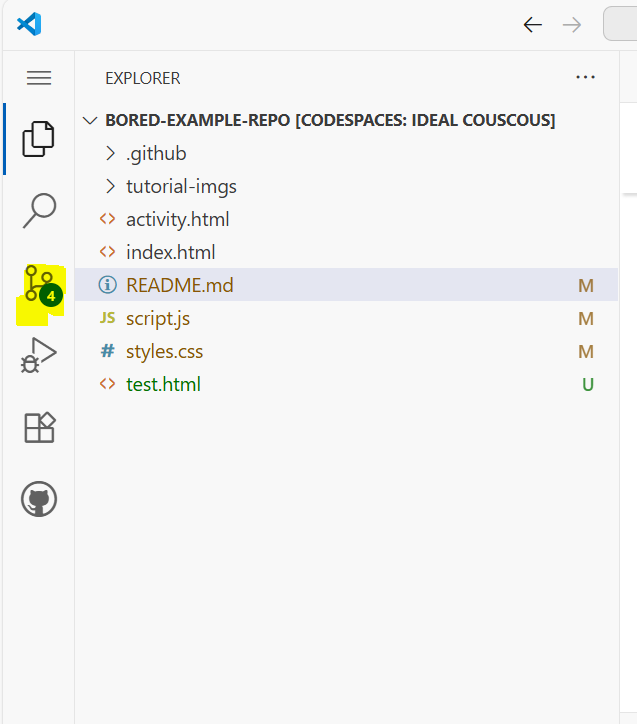 EXPLORER ...
BORED-EXAMPLE-REPO [CODESPACES: IDEAL COUSCOUS]
.github
tutorial-imgs
activity.html
index.html
4
README.md M
JS script.js M
# styles.css M
test.html U